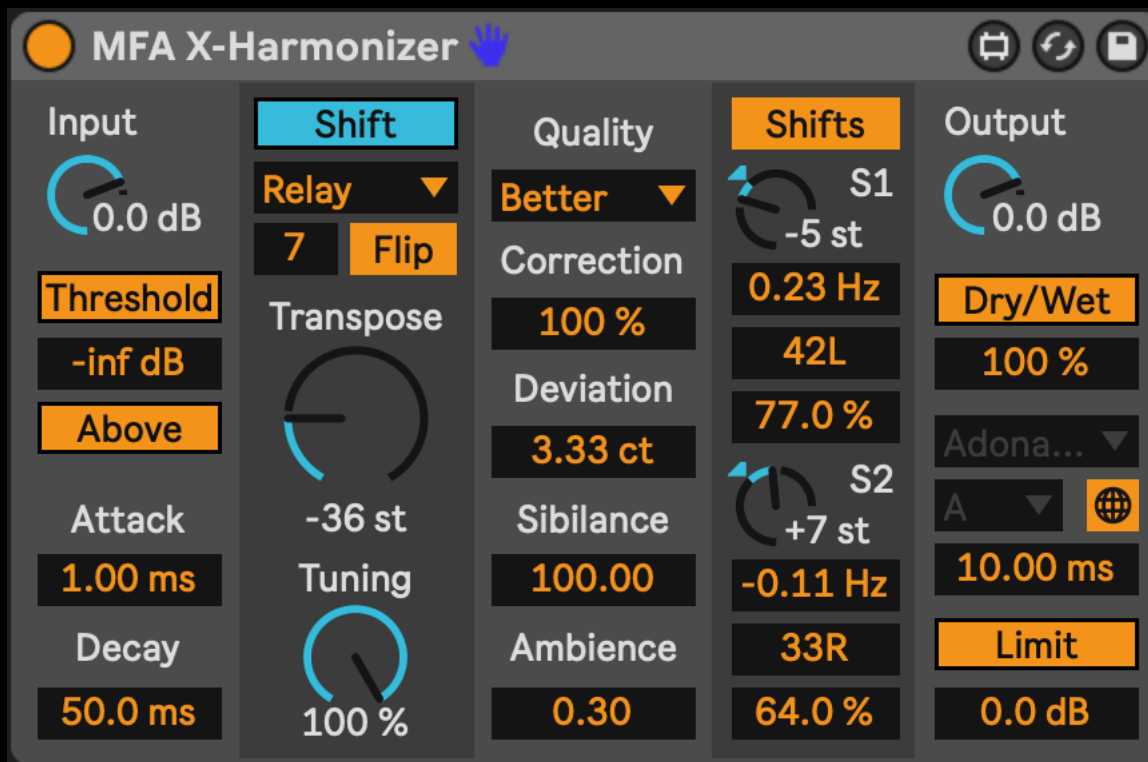 MFA X-Harmonizer
Input
0.0 dB
Threshold
-inf dB
Above
Attack
1.00 ms
Decay
50.0 ms
Shift
Relay
7
Flip
Transpose
-36 st
Tuning
100 %
Quality
Better
Correction
100 %
Deviation
3.33 ct
Sibilance
100.00
Ambience
0.30
Shifts
S1
-5 st
0.23 Hz
42L
77.0 %
S2
+7 st
-0.11 Hz
33R
64.0 %
Output
0.0 dB
Dry/Wet
100 %
Adona...
A
10.00 ms
Limit
0.0 dB